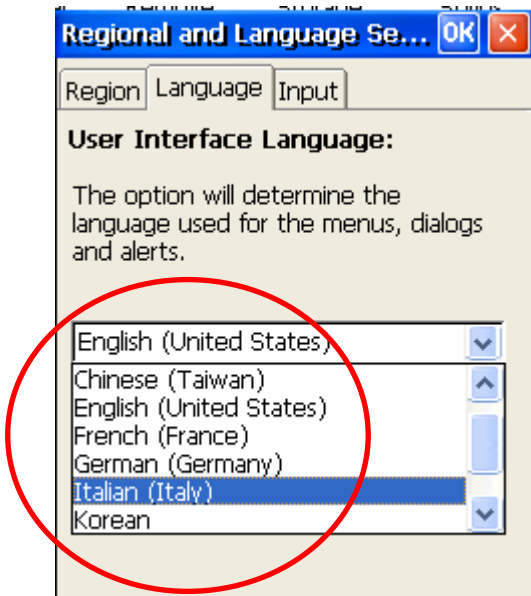 Regional and Language Se... OK
Region Language Input
User Interface Language:
The option will determine the
language used for the menus, dialogs
and alerts.
English (United States)
Chinese (Taiwan)
English (United States)
French (France)
German (Germany)
Italian (Italy)
Korean